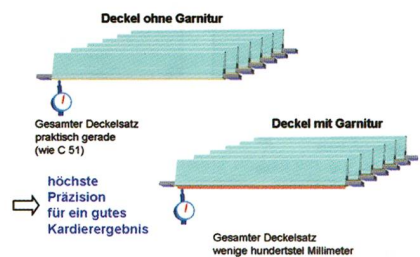 Deckel ohne Garnitur
Gesamter Deckelsatz
praktisch gerade
(wie C 51)
Deckel mit Garnitur
höchste
Präzision
für ein gutes
Kardierergebnis
Gesamter Deckelsatz
wenige hundertstel Millimeter